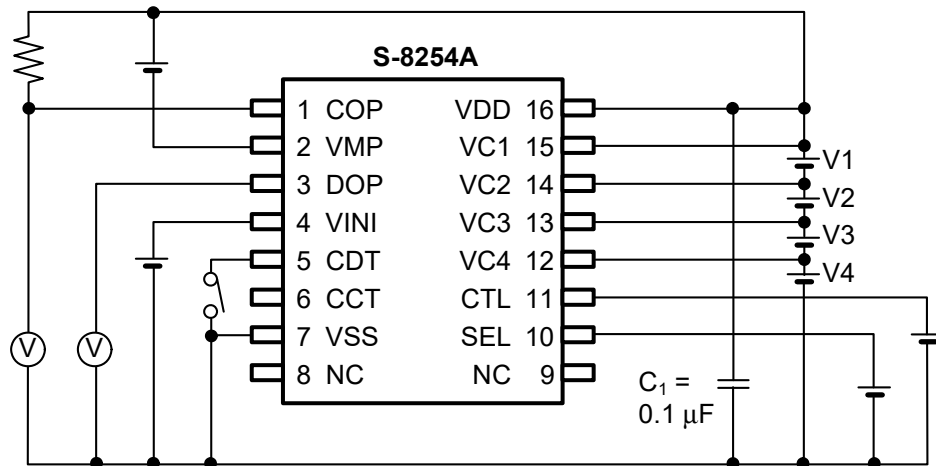 S-8254A
1 COP VDD 16
2 VMP VC1 15
3 DOP VC2 14
4 VINI VC3 13
5 CDT VC4 12
6 CCT CTL 11
7 VSS SEL 10
8 NC NC 9
V1
V2
V3
V4
V
V
C₁ =
0.1 µF